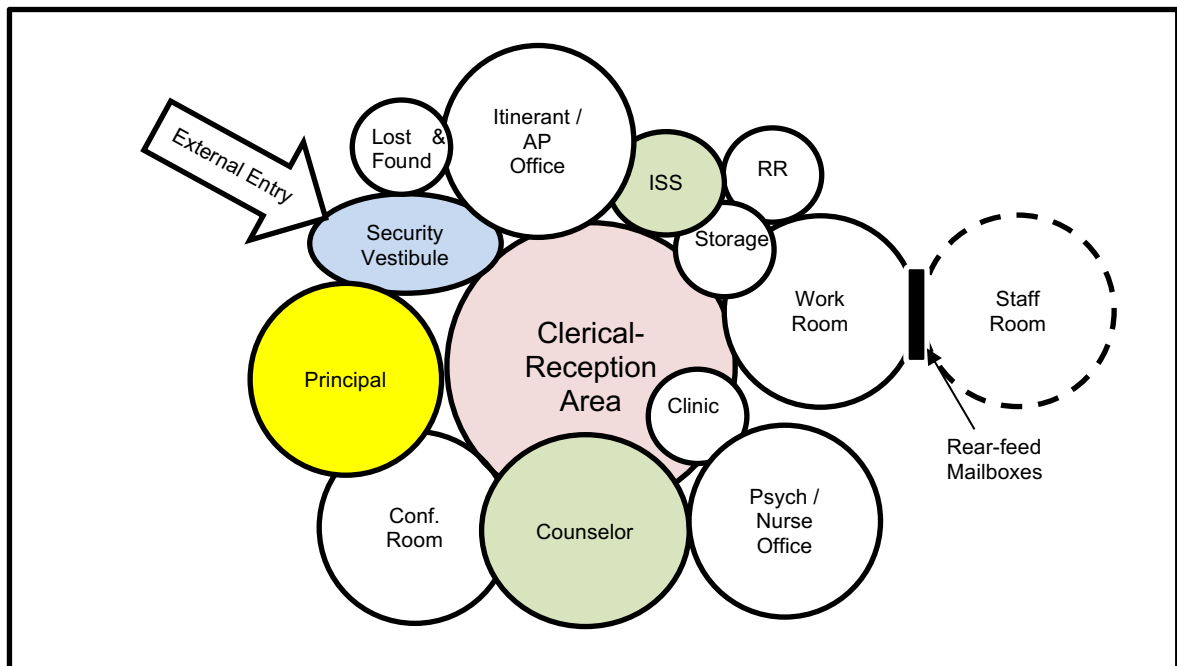 External Entry
Lost &
Found
Itinerant /
AP
Office
ISS
RR
Security
Vestibule
Storage
Work
Room
Staff
Room
Clerical-
Reception
Area
Principal
Clinic
Rear-feed
Mailboxes
Conf.
Room
Counselor
Psych /
Nurse
Office